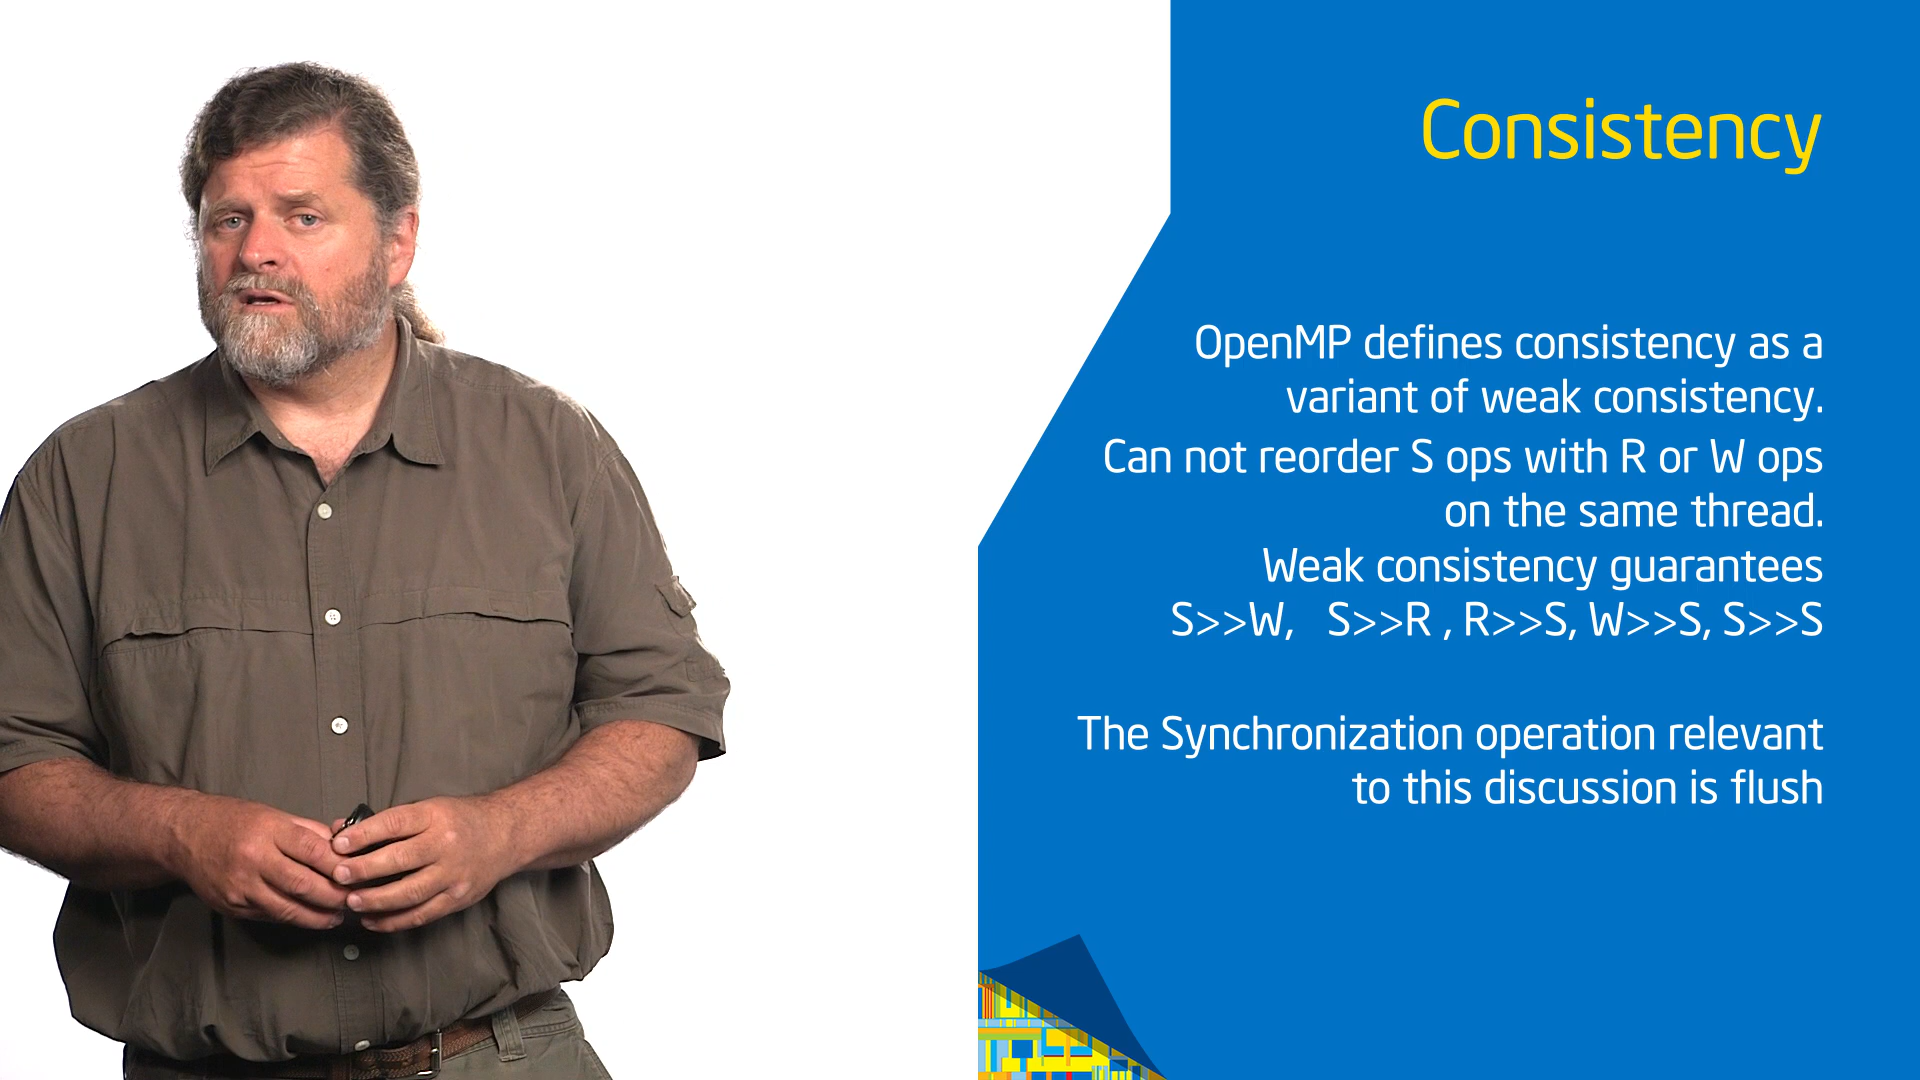 Consistency
OpenMP defines consistency as a
variant of weak consistency.
Can not reorder S ops with R or W ops
on the same thread.
Weak consistency guarantees
S>>W, S>>R , R>>S, W>>S, S>>S
The Synchronization operation relevant
to this discussion is flush